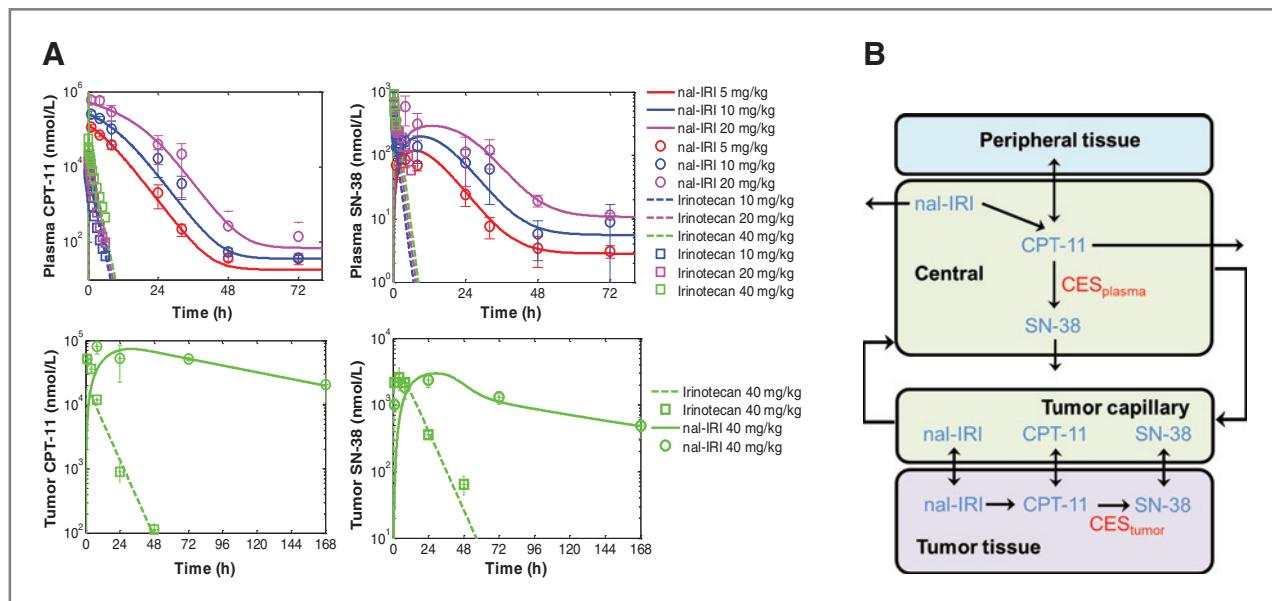 A
B
Plasma CPT-11 (nmol/L)
10^6
10^4
10^2
0
24
48
72
Time (h)
Plasma SN-38 (nmol/L)
10^3
10^2
10^1
10^0
0
24
48
72
Time (h)
nal-IRI 5 mg/kg
nal-IRI 10 mg/kg
nal-IRI 20 mg/kg
nal-IRI 5 mg/kg
nal-IRI 10 mg/kg
nal-IRI 20 mg/kg
Irinotecan 10 mg/kg
Irinotecan 20 mg/kg
Irinotecan 40 mg/kg
Irinotecan 10 mg/kg
Irinotecan 20 mg/kg
Irinotecan 40 mg/kg
Tumor CPT-11 (nmol/L)
10^5
10^4
10^3
10^2
0
24
48
72
96
120
144
168
Time (h)
Tumor SN-38 (nmol/L)
10^4
10^3
10^2
10^1
0
24
48
72
96
120
144
168
Time (h)
Irinotecan 40 mg/kg
Irinotecan 40 mg/kg
nal-IRI 40 mg/kg
nal-IRI 40 mg/kg
Peripheral tissue
nal-IRI
CPT-11
Central
CES plasma
SN-38
Tumor capillary
nal-IRI CPT-11 SN-38
nal-IRI CPT-11 SN-38
CES tumor
Tumor tissue